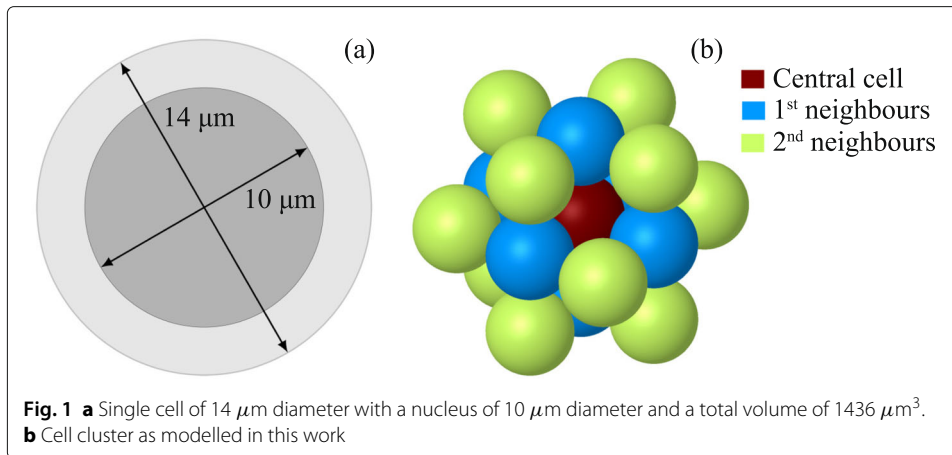 (a)
14 μm
10 μm
(b)
Central cell
1st neighbours
2nd neighbours
Fig. 1 a Single cell of 14 μm diameter with a nucleus of 10 μm diameter and a total volume of 1436 μm³.
b Cell cluster as modelled in this work